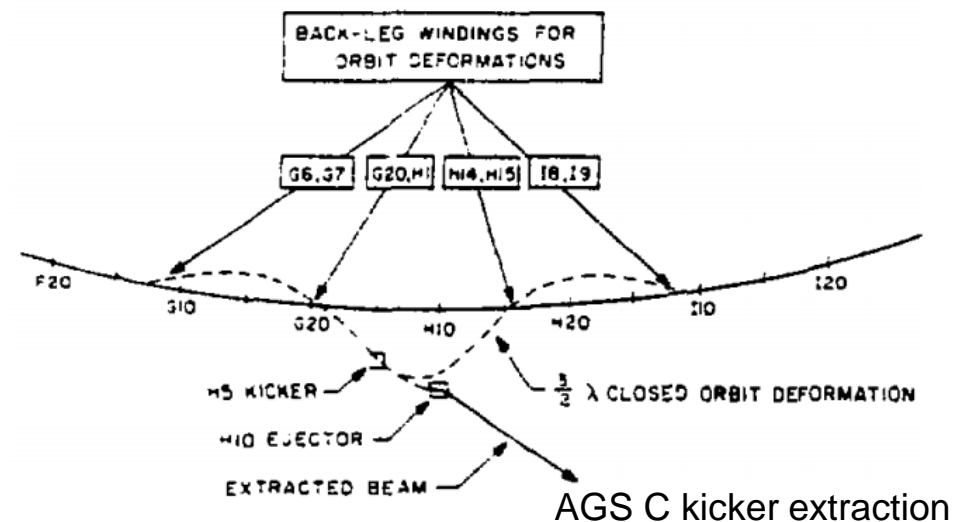 BACK-LEG WINDINGS FOR
ORBIT DEFORMATIONS
G6,G7
G20,H1
H14,H15
I8,I9
F20
G10
G20
H10
H20
I10
I20
H5 KICKER
3/2 λ CLOSED ORBIT DEFORMATION
H10 EJECTOR
EXTRACTED BEAM
AGS C kicker extraction